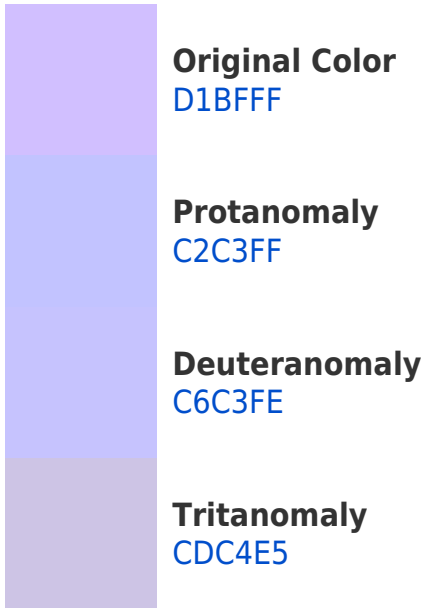 Original Color
D1BFFF
Protanomaly
C2C3FF
Deuteranomaly
C6C3FE
Tritanomaly
CDC4E5